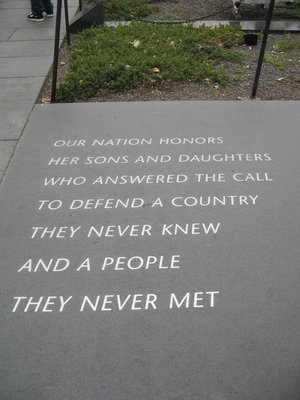 OUR NATION HONORS
HER SONS AND DAUGHTERS
WHO ANSWERED THE CALL
TO DEFEND A COUNTRY
THEY NEVER KNEW
AND A PEOPLE
THEY NEVER MET